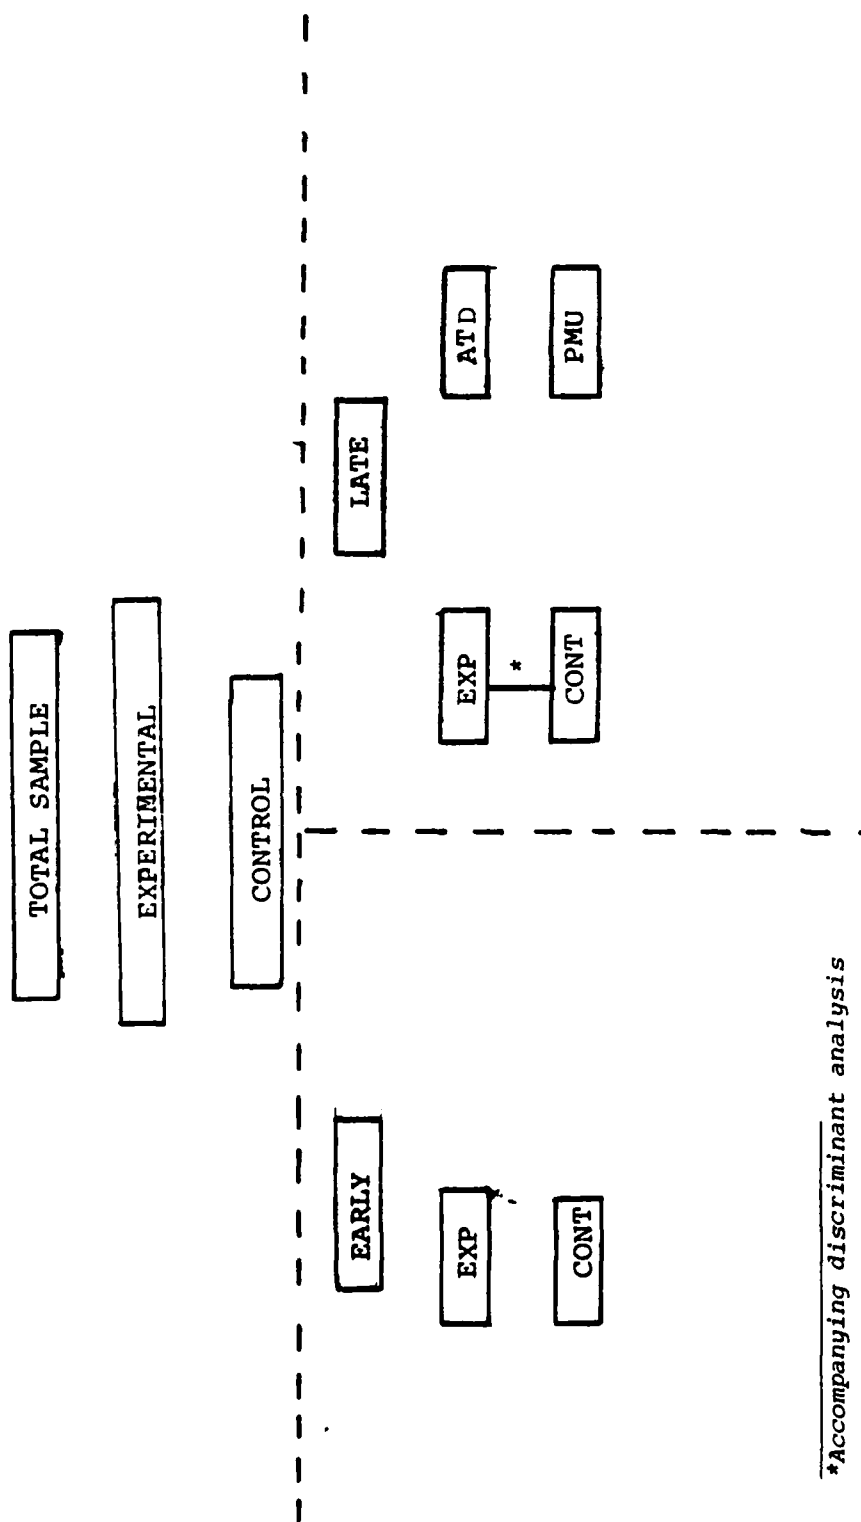 TOTAL SAMPLE
EXPERIMENTAL
CONTROL
EARLY
LATE
EXP
EXP
ATD
*
CONT
CONT
PMU
*Accompanying discriminant analysis